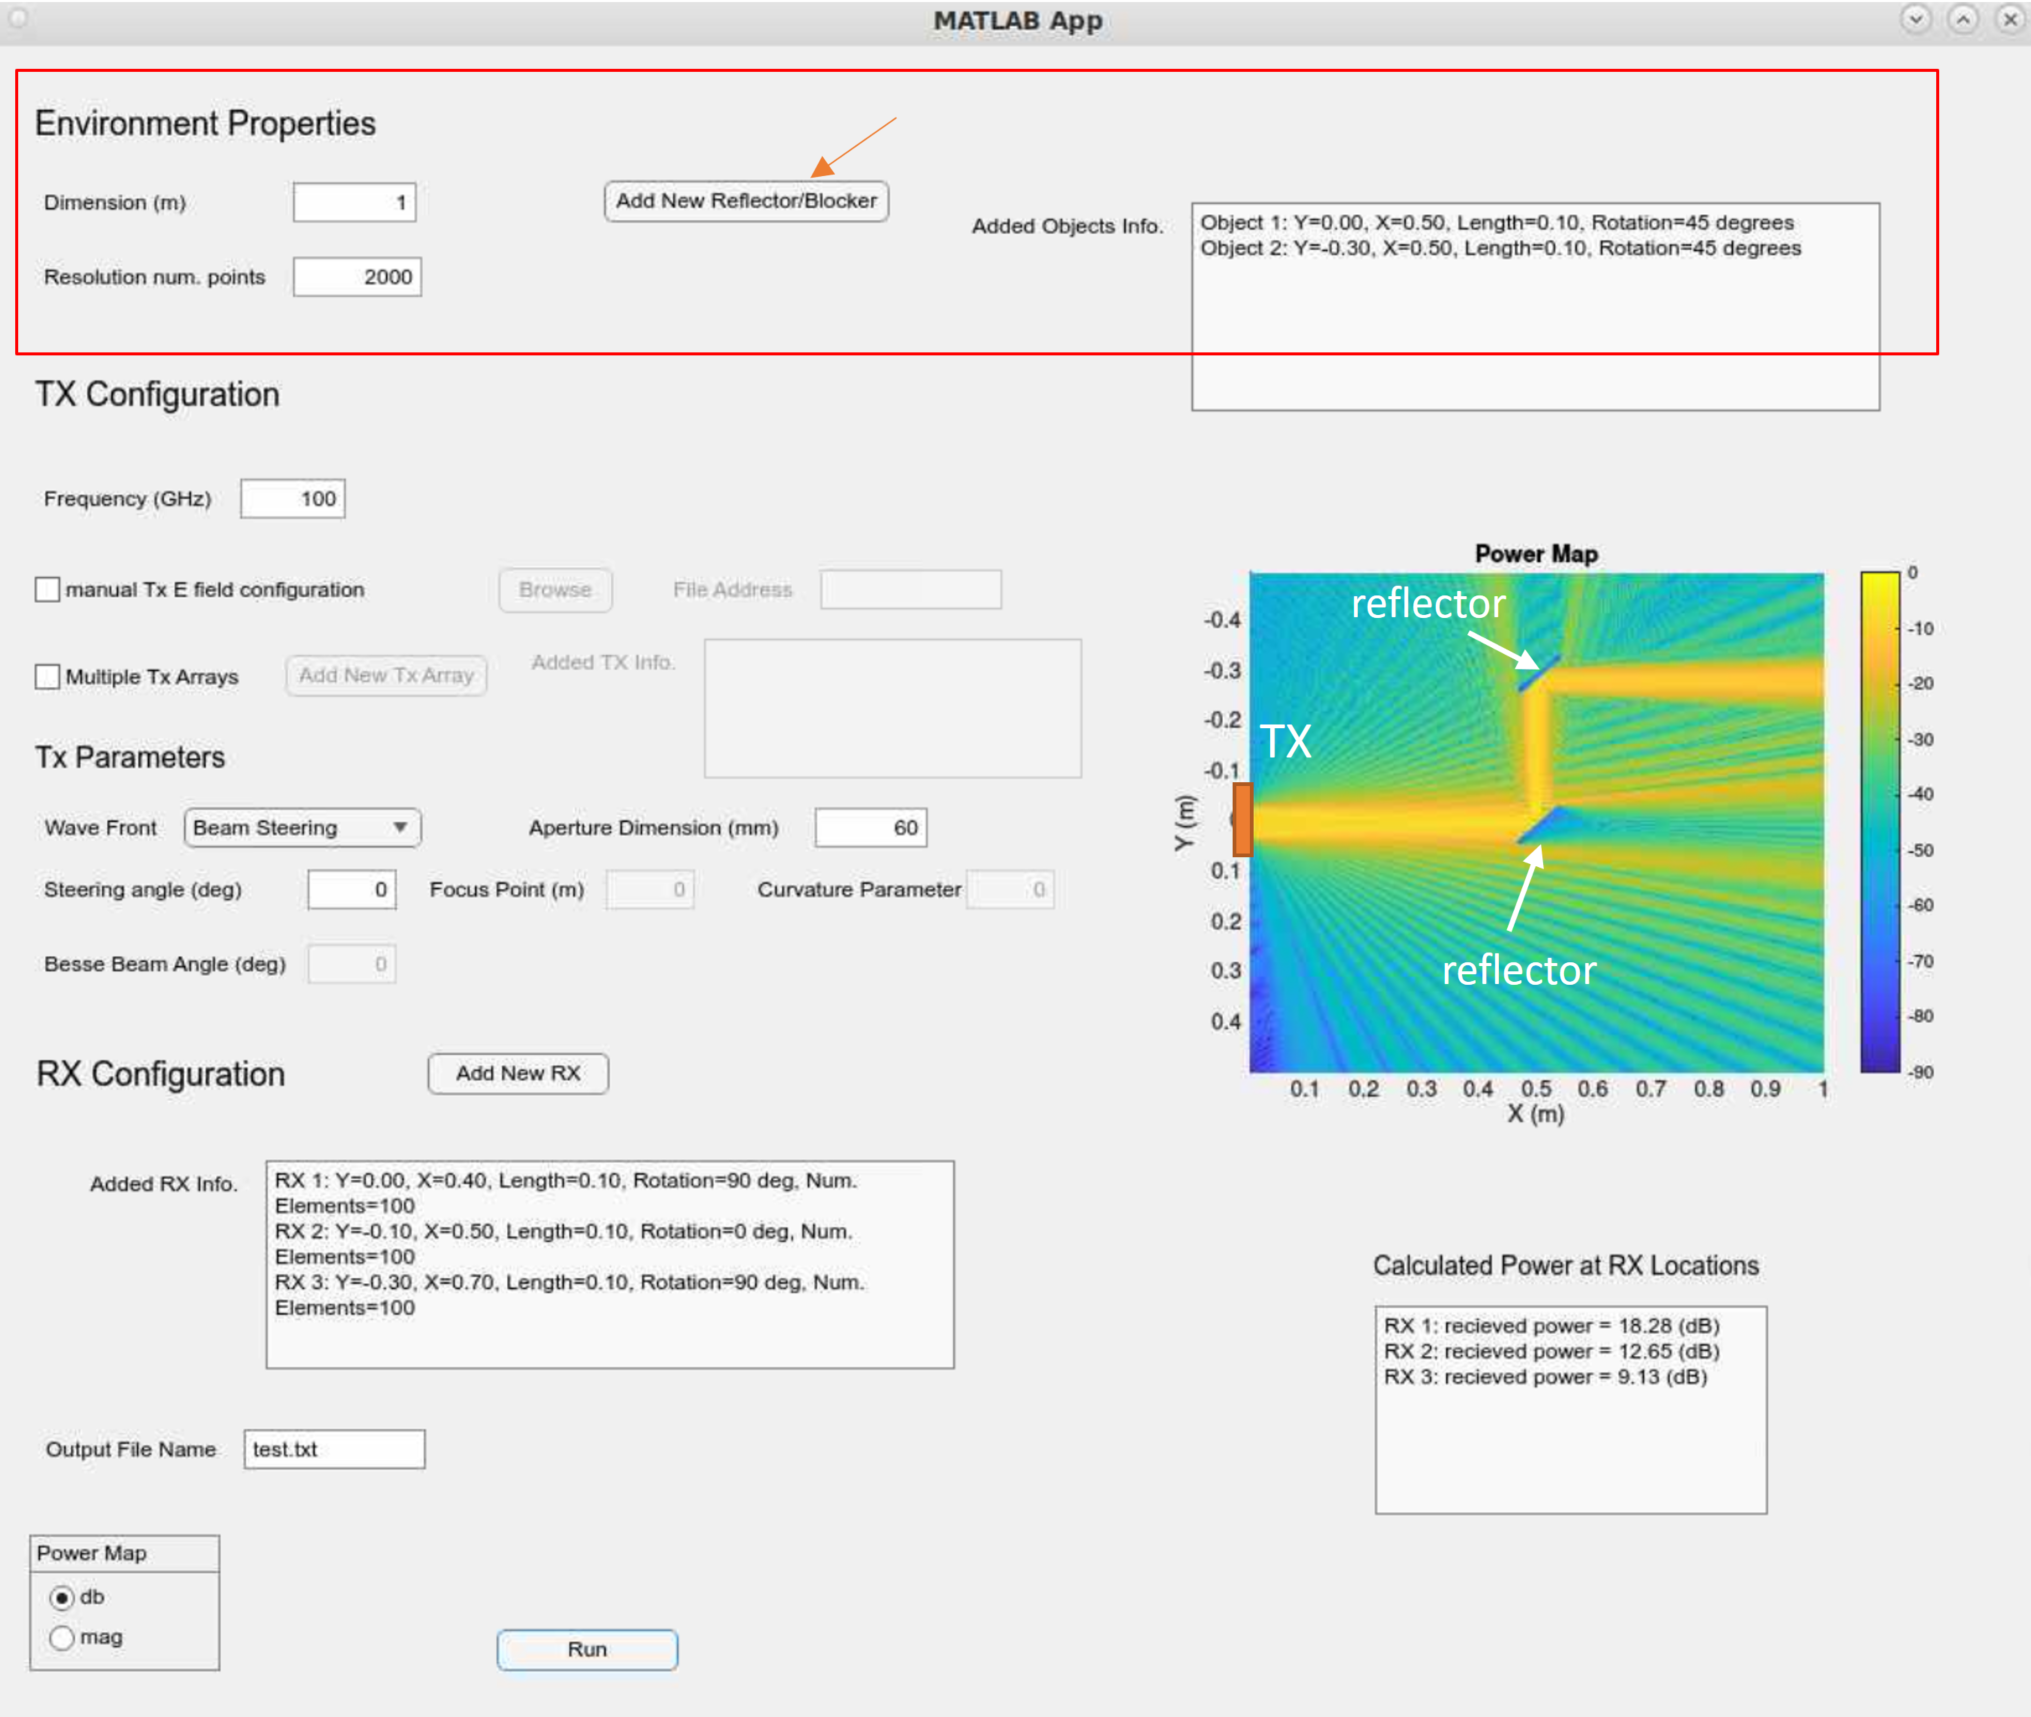 MATLAB App
Environment Properties
Dimension (m)
1
Add New Reflector/Blocker
Resolution num. points
2000
Added Objects Info.
Object 1: Y=0.00, X=0.50, Length=0.10, Rotation=45 degrees
Object 2: Y=-0.30, X=0.50, Length=0.10, Rotation=45 degrees
TX Configuration
Frequency (GHz)
100
manual Tx E field configuration
Browse
File Address
Multiple Tx Arrays
Add New Tx Array
Added TX Info.
Tx Parameters
Wave Front
Beam Steering
Aperture Dimension (mm)
60
Steering angle (deg)
0
Focus Point (m)
0
Curvature Parameter
0
Besse Beam Angle (deg)
0
Power Map
reflector
TX
reflector
Y (m)
-0.4
-0.3
-0.2
-0.1
0.1
0.2
0.3
0.4
0.1 0.2 0.3 0.4 0.5 0.6 0.7 0.8 0.9 1
X (m)
0
-10
-20
-30
-40
-50
-60
-70
-80
-90
RX Configuration
Add New RX
Added RX Info.
RX 1: Y=0.00, X=0.40, Length=0.10, Rotation=90 deg, Num.
Elements=100
RX 2: Y=-0.10, X=0.50, Length=0.10, Rotation=0 deg, Num.
Elements=100
RX 3: Y=-0.30, X=0.70, Length=0.10, Rotation=90 deg, Num.
Elements=100
Calculated Power at RX Locations
RX 1: recieved power = 18.28 (dB)
RX 2: recieved power = 12.65 (dB)
RX 3: recieved power = 9.13 (dB)
Output File Name
test.txt
Power Map
db
mag
Run